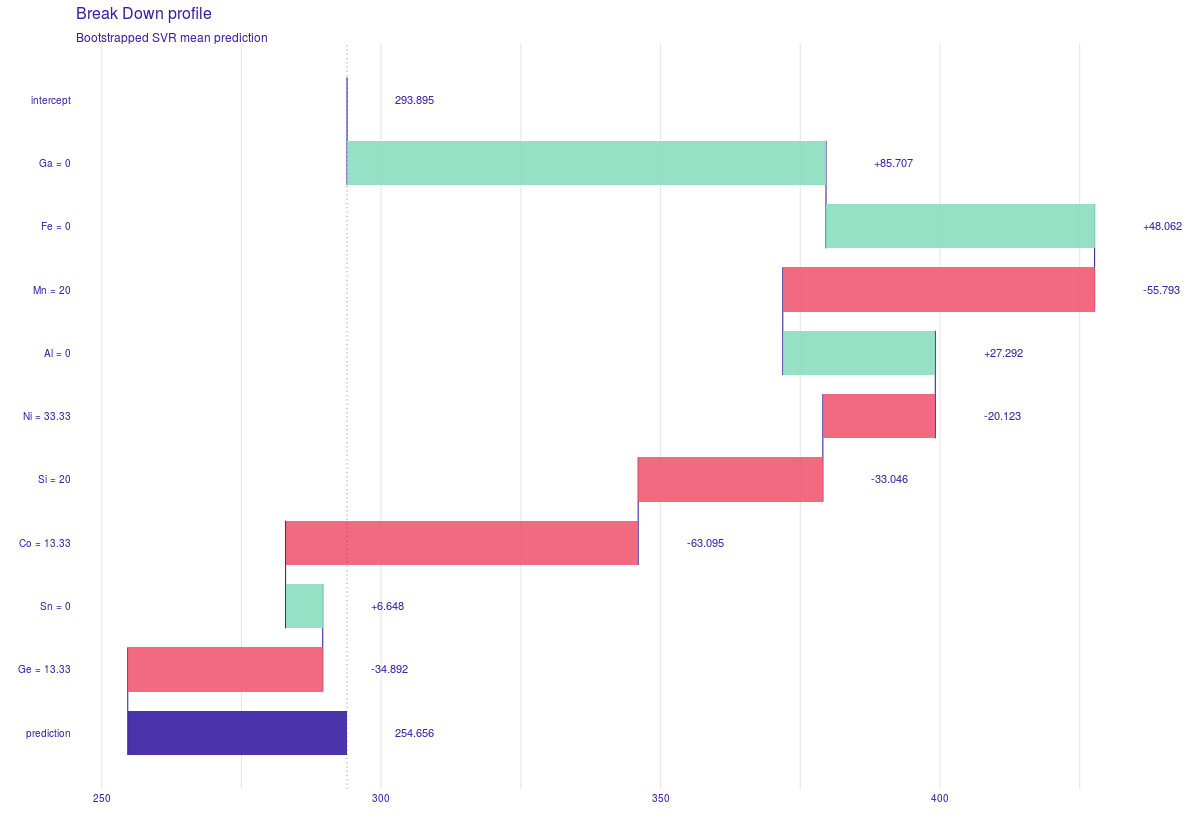 Break Down profile
Bootstrapped SVR mean prediction
intercept 293.895
Ga = 0 +85.707
Fe = 0 +48.062
Mn = 20 -55.793
Al = 0 +27.292
Ni = 33.33 -20.123
Si = 20 -33.046
Co = 13.33 -63.095
Sn = 0 +6.648
Ge = 13.33 -34.892
prediction 254.656
250 300 350 400